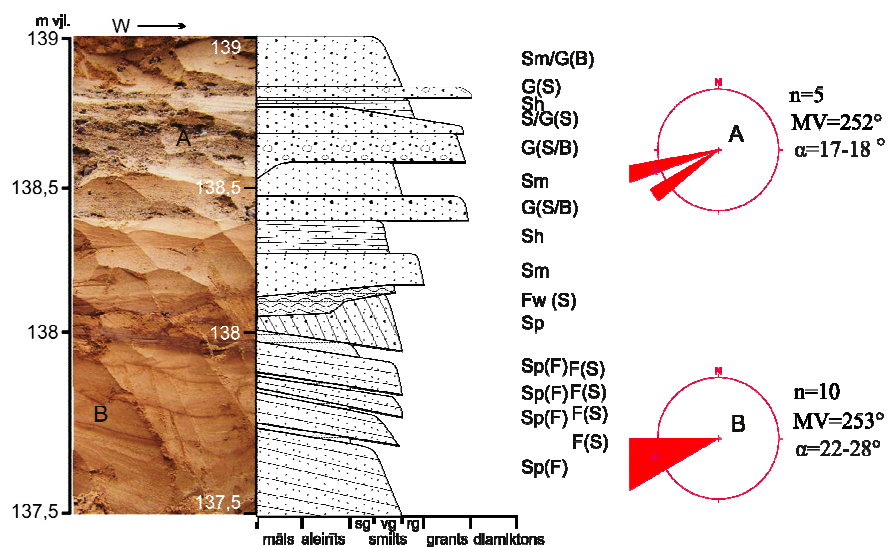 m vjl.
W
139
139
138,5
138,5
138
138
137,5
137,5
A
B
Sm/G(B)
G(S)
Sh
S/G(S)
G(S/B)
Sm
G(S/B)
Sh
Sm
Fw (S)
Sp
Sp(F) F(S)
Sp(F) F(S)
Sp(F) F(S)
F(S)
Sp(F)
sg vg rg
māls aleirīts smilts grants diamiktons
N
A
n=5
MV=252°
α=17-18 °
N
B
n=10
MV=253°
α=22-28°